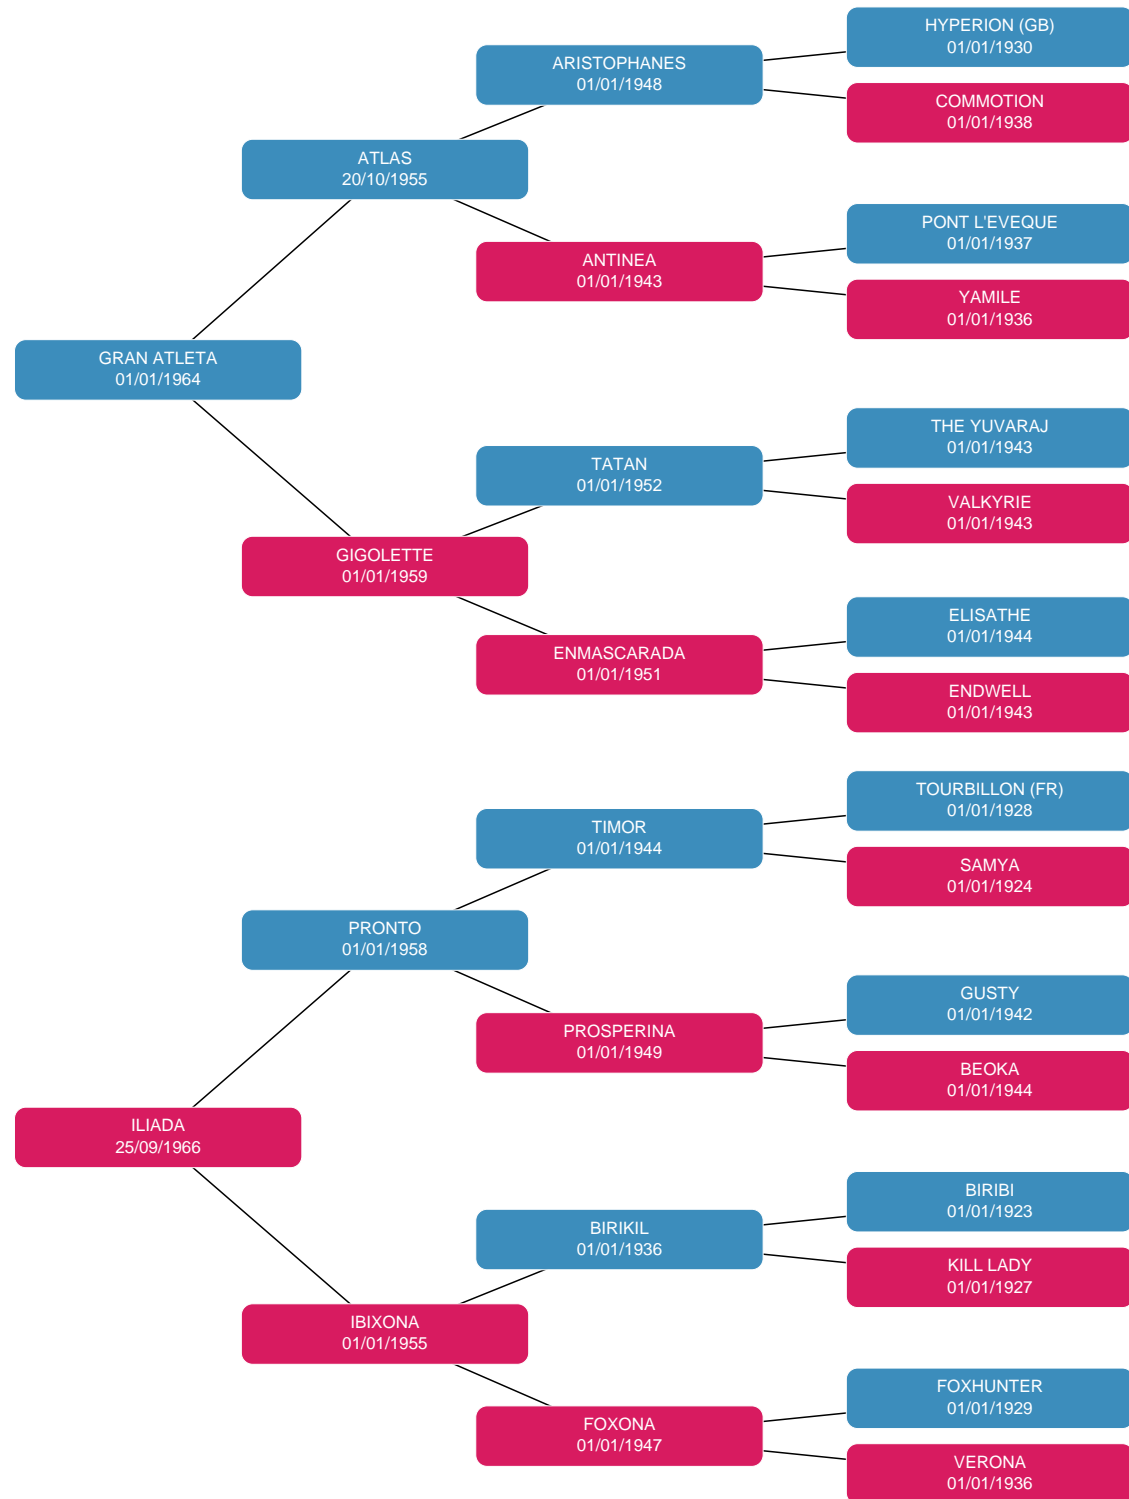 HYPERION (GB)
01/01/1930
ARISTOPHANES
01/01/1948
COMMOTION
01/01/1938
ATLAS
20/10/1955
PONT L'EVEQUE
01/01/1937
ANTINEA
01/01/1943
YAMILE
01/01/1936
GRAN ATLETA
01/01/1964
THE YUVARAJ
01/01/1943
TATAN
01/01/1952
VALKYRIE
01/01/1943
GIGOLETTE
01/01/1959
ELISATHE
01/01/1944
ENMASCARADA
01/01/1951
ENDWELL
01/01/1943
TOURBILLON (FR)
01/01/1928
TIMOR
01/01/1944
SAMYA
01/01/1924
PRONTO
01/01/1958
GUSTY
01/01/1942
PROSPERINA
01/01/1949
BEOKA
01/01/1944
ILIADA
25/09/1966
BIRIBI
01/01/1923
BIRIKIL
01/01/1936
KILL LADY
01/01/1927
IBIXONA
01/01/1955
FOXHUNTER
01/01/1929
FOXONA
01/01/1947
VERONA
01/01/1936